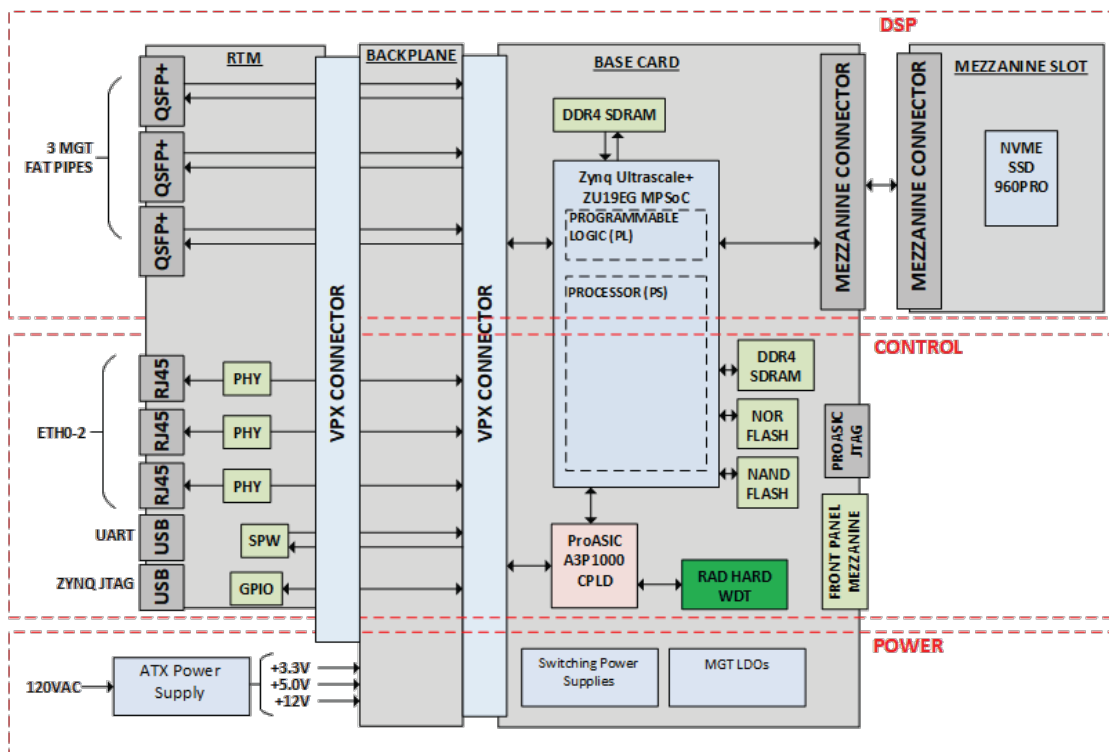 DSP
RTM
BACKPLANE
BASE CARD
MEZZANINE SLOT
QSFP+
QSFP+
QSFP+
3 MGT
FAT PIPES
VPX CONNECTOR
VPX CONNECTOR
DDR4 SDRAM
Zynq Ultrascale+
ZU19EG MPSoC
PROGRAMMABLE
LOGIC (PL)
PROCESSOR (PS)
MEZZANINE CONNECTOR
MEZZANINE CONNECTOR
NVME
SSD
960PRO
CONTROL
RJ45
RJ45
RJ45
PHY
PHY
PHY
ETH0-2
DDR4
SDRAM
NOR
FLASH
NAND
FLASH
PROASIC
JTAG
UART
USB
SPW
ZYNQ JTAG
USB
GPIO
ProASIC
A3P1000
CPLD
RAD HARD
WDT
FRONT PANEL
MEZZANINE
POWER
120VAC
ATX Power
Supply
+3.3V
+5.0V
+12V
Switching Power
Supplies
MGT LDOs